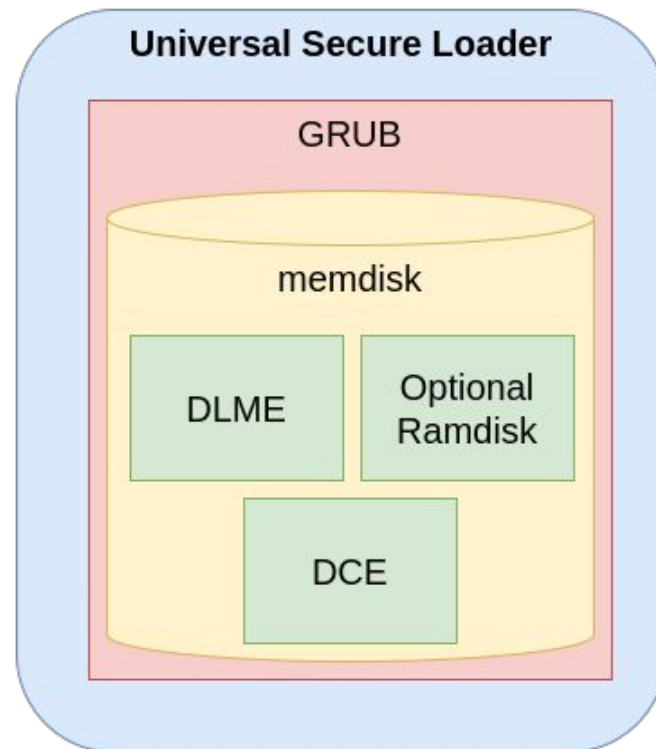 Universal Secure Loader
GRUB
memdisk
DLME
Optional
Ramdisk
DCE